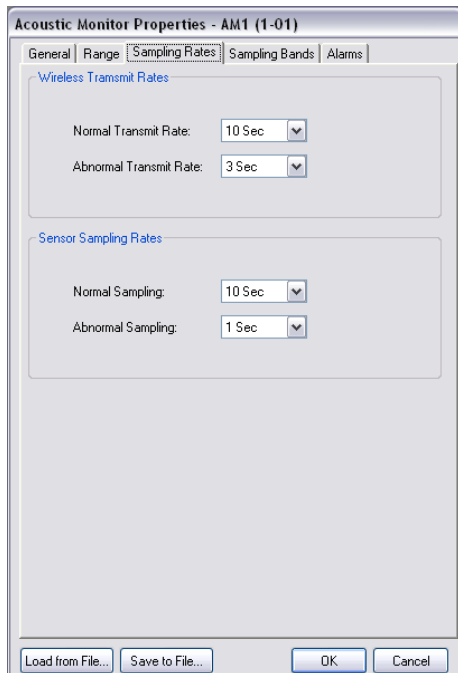 Acoustic Monitor Properties - AM1 (1-01)
General Range Sampling Rates Sampling Bands Alarms
Wireless Transmit Rates
Normal Transmit Rate: 10 Sec
Abnormal Transmit Rate: 3 Sec
Sensor Sampling Rates
Normal Sampling: 10 Sec
Abnormal Sampling: 1 Sec
Load from File... Save to File... OK Cancel